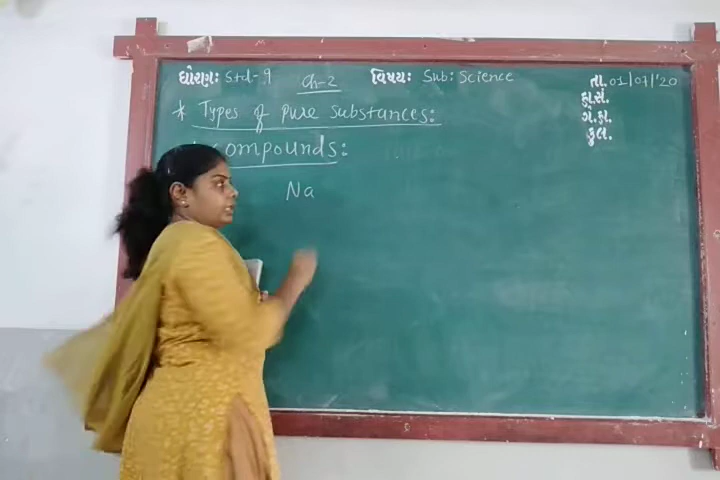 ધોરણ: Std-9 Ch-2 વિષય: Sub: Science તા. 01/07/'20
* Types of Pure Substances:
ફા.સં.
ગે.ફા.
કુલ.
compounds:
Na